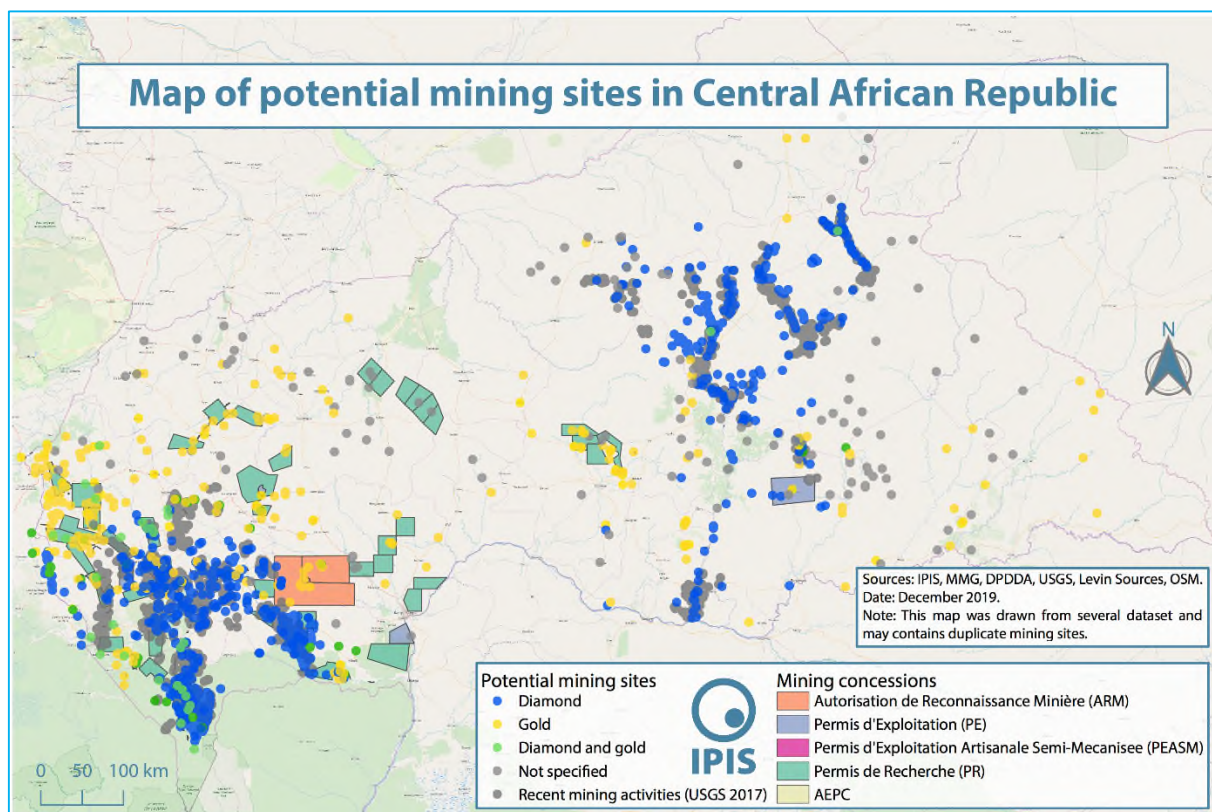 Map of potential mining sites in Central African Republic
N
Sources: IPIS, MMG, DPDDA, USGS, Levin Sources, OSM.
Date: December 2019.
Note: This map was drawn from several dataset and
may contains duplicate mining sites.
Potential mining sites
Diamond
Gold
Diamond and gold
Not specified
Recent mining activities (USGS 2017)
IPIS
Mining concessions
Autorisation de Reconnaissance Minière (ARM)
Permis d'Exploitation (PE)
Permis d'Exploitation Artisanale Semi-Mecanisee (PEASM)
Permis de Recherche (PR)
AEPC
0 50 100 km